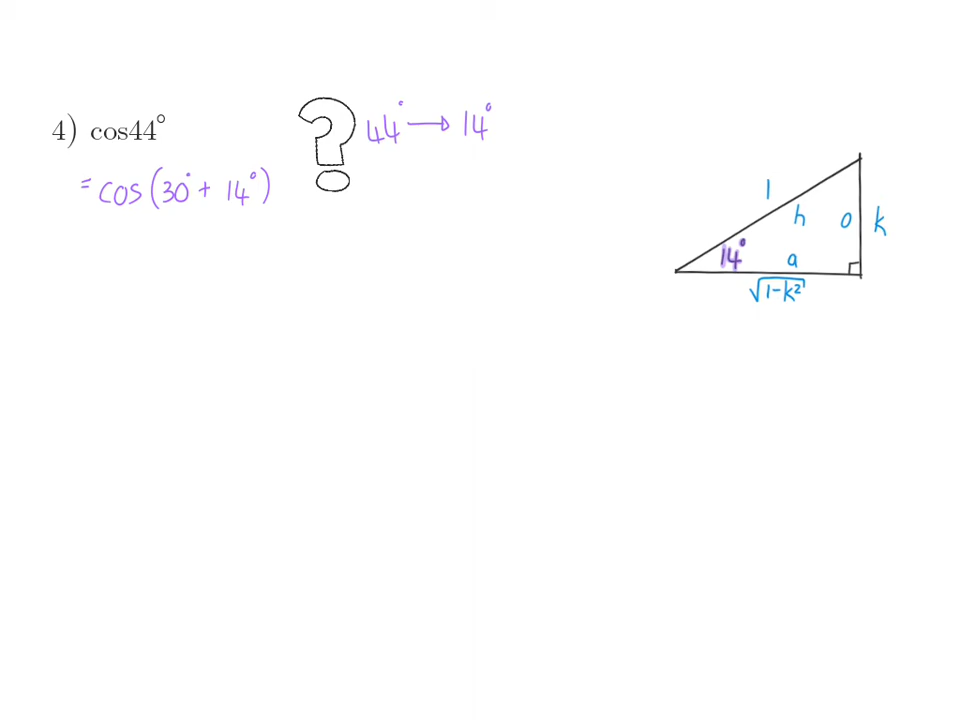 4) cos44°
? 44° → 14°
= cos(30° + 14°)
1
h
o
k
14°
a
√1-k²